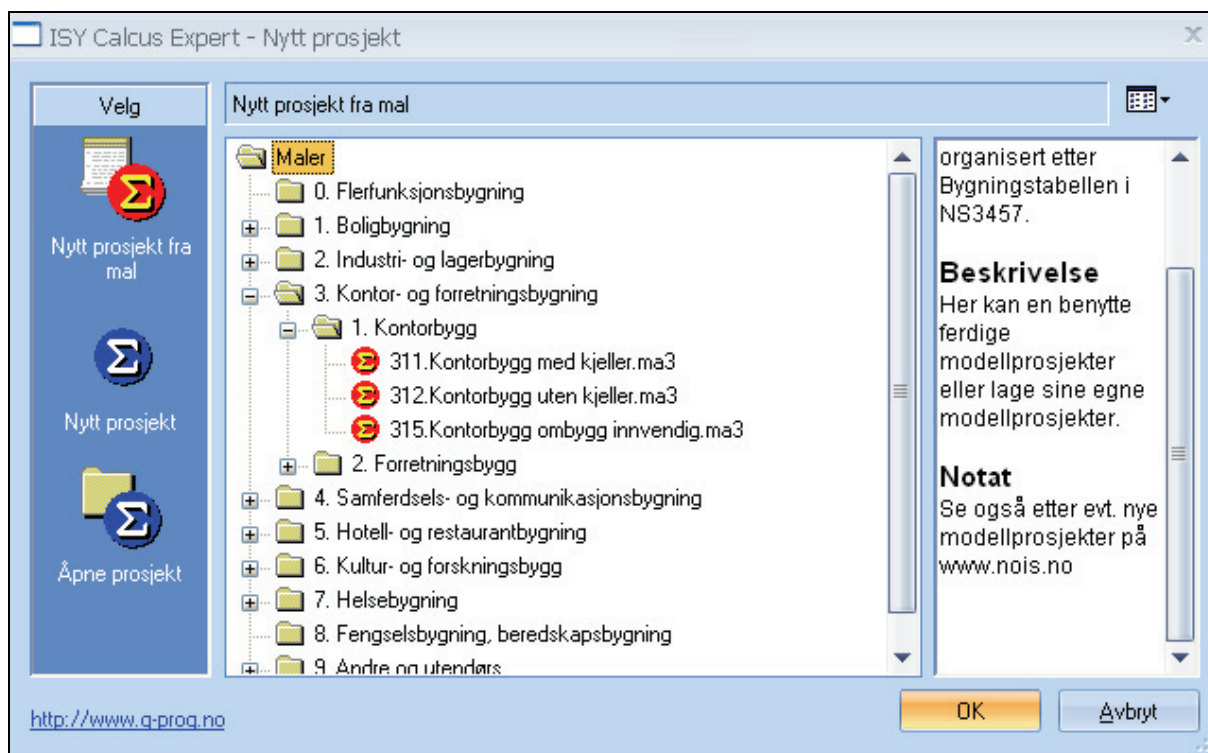 ISY Calcus Expert - Nytt prosjekt
Velg
Nytt prosjekt fra
mal
Nytt prosjekt
Åpne prosjekt
Nytt prosjekt fra mal
Maler
0. Flerfunksjonsbygning
1. Boligbygning
2. Industri- og lagerbygning
3. Kontor- og forretningsbygning
1. Kontorbygg
311.Kontorbygg med kjeller.ma3
312.Kontorbygg uten kjeller.ma3
315.Kontorbygg ombygg innvendig.ma3
2. Forretningsbygg
4. Samferdsels- og kommunikasjonsbygning
5. Hotell- og restaurantbygning
6. Kultur- og forskningsbygg
7. Helsebygning
8. Fengselsbygning, beredskapsbygning
9. Andre og utendørs
organisert etter
Bygningstabellen i
NS3457.
Beskrivelse
Her kan en benytte
ferdige
modellprosjekter
eller lage sine egne
modellprosjekter.
Notat
Se også etter evt. nye
modellprosjekter på
www.nois.no
http://www.g-prog.no
OK
Avbryt